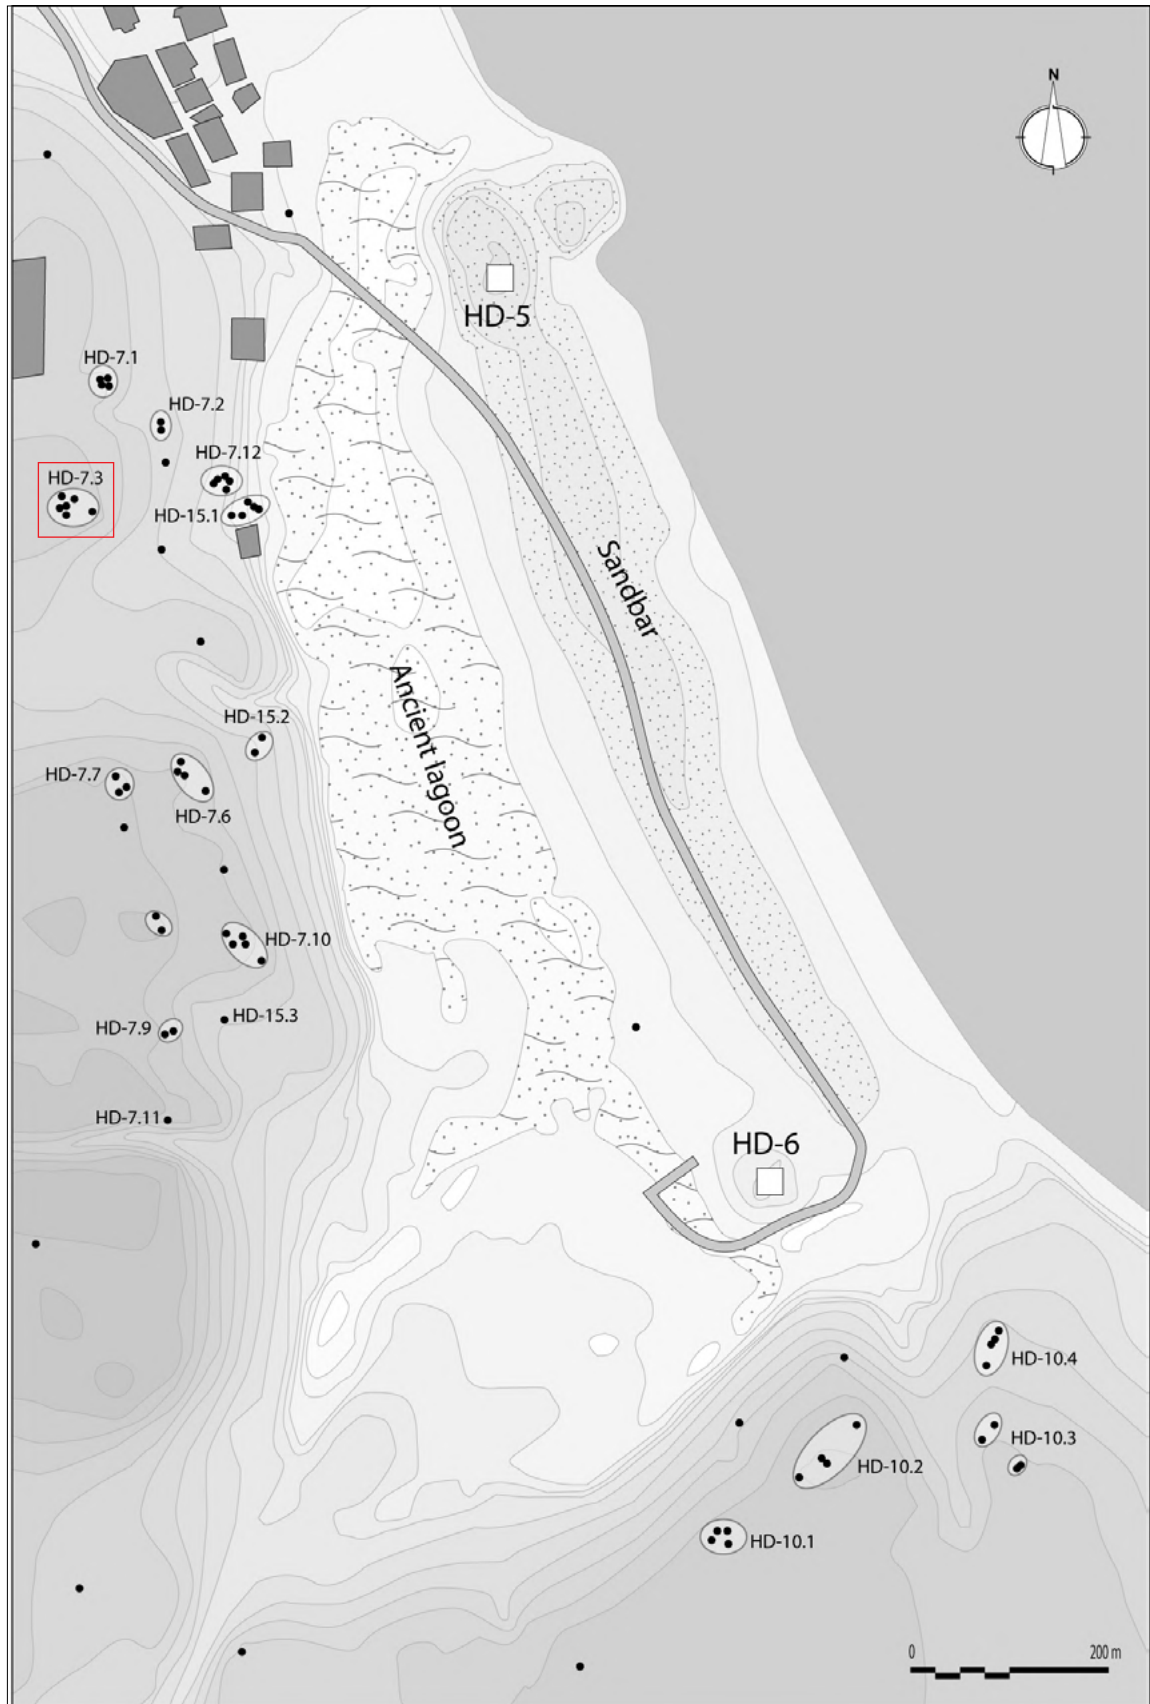 N
HD-5
HD-7.1
HD-7.2
HD-7.12
HD-7.3
HD-15.1
Sandbar
Ancient lagoon
HD-15.2
HD-7.7
HD-7.6
HD-7.10
HD-15.3
HD-7.9
HD-7.11
HD-6
HD-10.4
HD-10.3
HD-10.2
HD-10.1
0 200 m